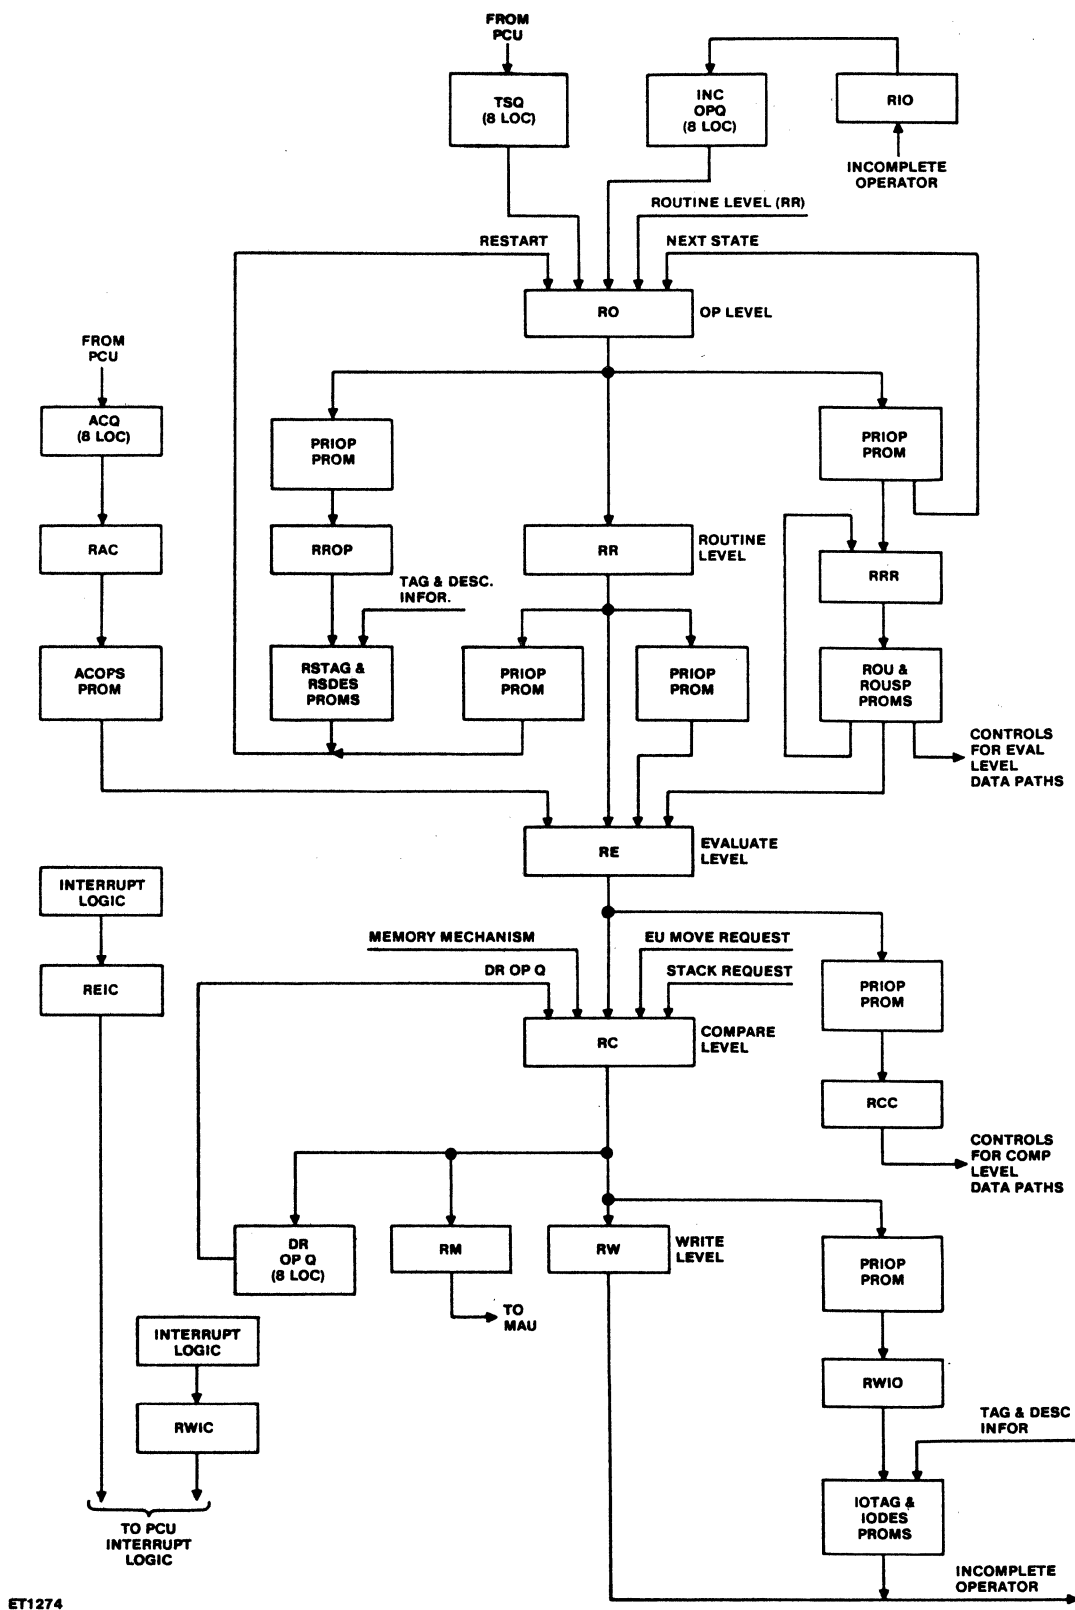 FROM
PCU
TSQ
(8 LOC)
INC
OPQ
(8 LOC)
RIO
INCOMPLETE
OPERATOR
ROUTINE LEVEL (RR)
RESTART
NEXT STATE
RO
OP LEVEL
FROM
PCU
ACQ
(8 LOC)
PRIOP
PROM
PRIOP
PROM
RAC
RROP
RR
ROUTINE
LEVEL
RRR
TAG & DESC.
INFOR.
ACOPS
PROM
RSTAG &
RSDES
PROMS
PRIOP
PROM
PRIOP
PROM
ROU &
ROUSP
PROMS
CONTROLS
FOR EVAL
LEVEL
DATA PATHS
RE
EVALUATE
LEVEL
INTERRUPT
LOGIC
REIC
MEMORY MECHANISM
EU MOVE REQUEST
DR OP Q
STACK REQUEST
PRIOP
PROM
RC
COMPARE
LEVEL
RCC
CONTROLS
FOR COMP
LEVEL
DATA PATHS
DR
OP Q
(8 LOC)
RM
RW
WRITE
LEVEL
PRIOP
PROM
TO
MAU
INTERRUPT
LOGIC
RWIC
RWIO
TAG & DESC
INFOR
IOTAG &
IODES
PROMS
TO PCU
INTERRUPT
LOGIC
INCOMPLETE
OPERATOR
ET1274